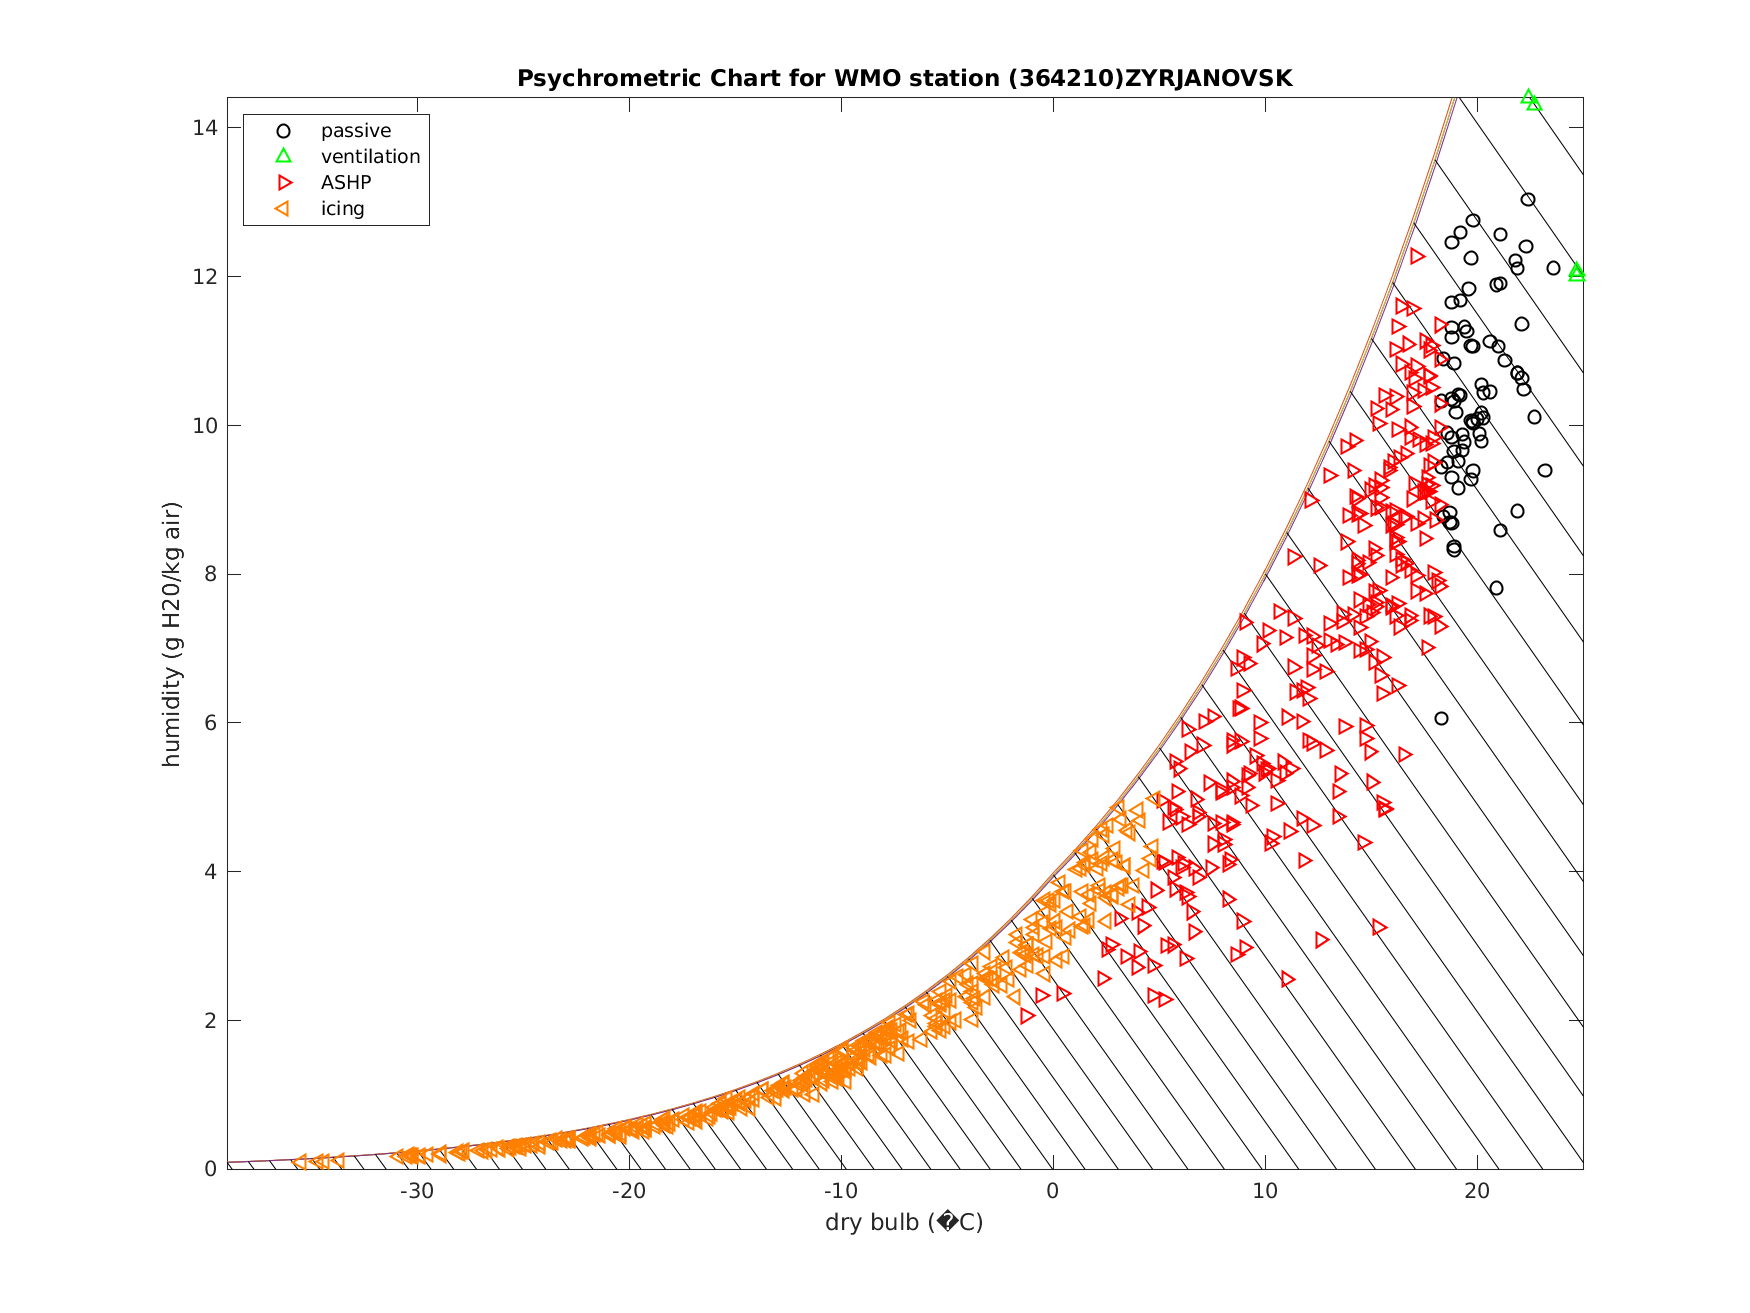 Psychrometric Chart for WMO station (364210)ZYRJANOVSK
passive
ventilation
ASHP
icing
humidity (g H20/kg air)
14
12
10
8
6
4
2
0
-30
-20
-10
0
10
20
dry bulb (�C)